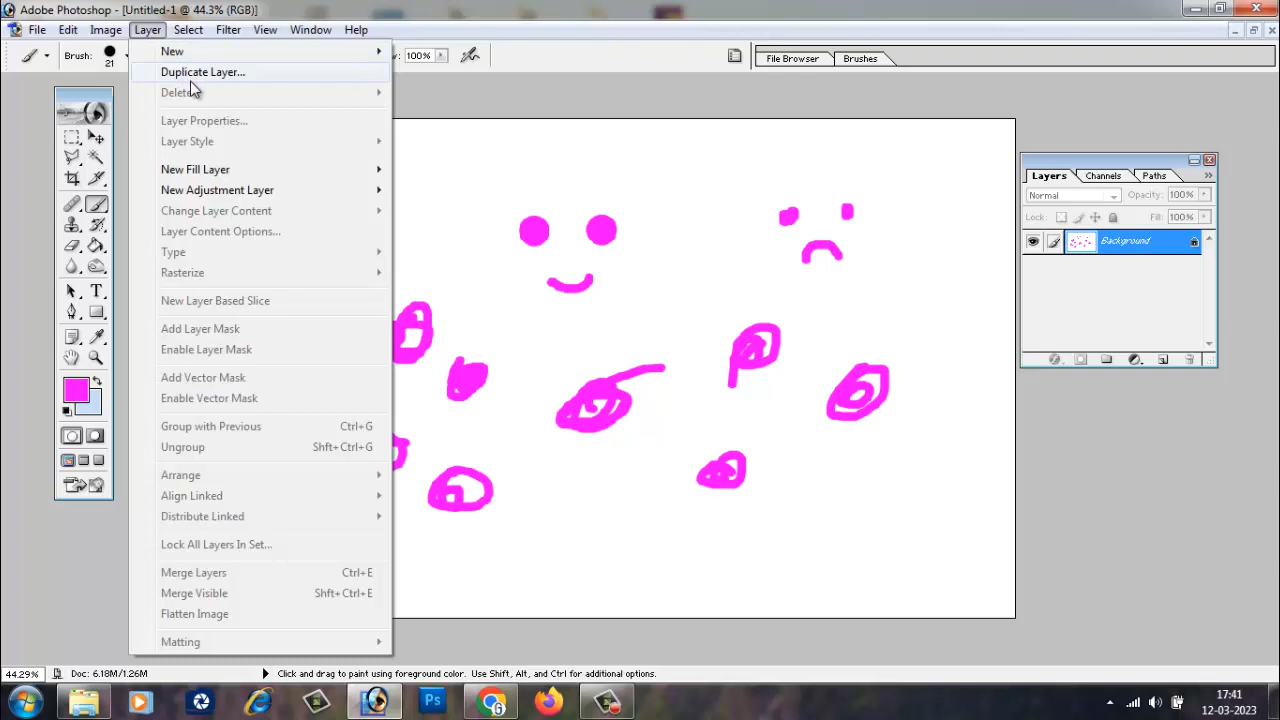 Adobe Photoshop - [Untitled-1 @ 44.3% (RGB)]
File Edit Image Layer Select Filter View Window Help
Brush: 21 100% File Browser Brushes
New
Duplicate Layer...
Layer Properties...
Layer Style
New Fill Layer
New Adjustment Layer
Change Layer Content
Layer Content Options...
Type
Rasterize
New Layer Based Slice
Add Layer Mask
Enable Layer Mask
Add Vector Mask
Enable Vector Mask
Group with Previous Ctrl+G
Ungroup Shft+Ctrl+G
Arrange
Align Linked
Distribute Linked
Lock All Layers In Set...
Merge Layers Ctrl+E
Merge Visible Shft+Ctrl+E
Flatten Image
Matting
Layers Channels Paths
Normal Opacity: 100%
Lock: Fill: 100%
Background
44.29% Doc: 6.18M/1.26M Click and drag to paint using foreground color. Use Shift, Alt, and Ctrl for additional options.
17:41
12-03-2023